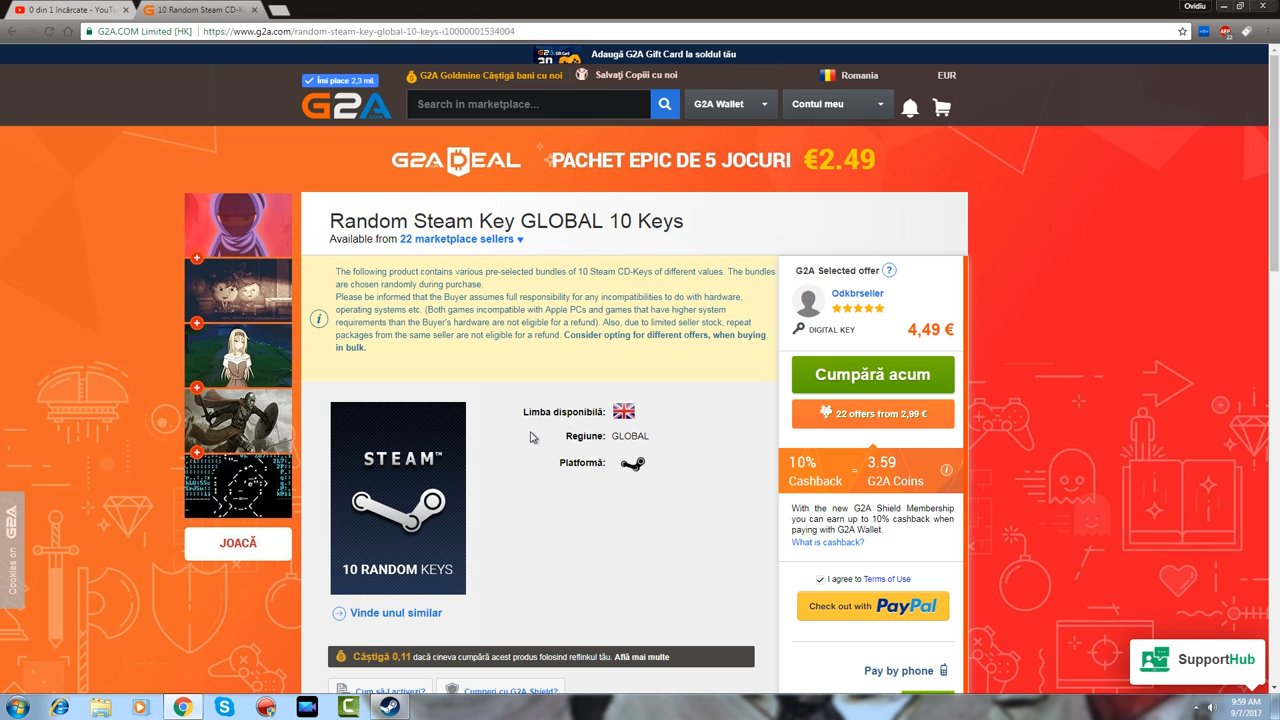 0 din 1 încărcate - YouTu
10 Random Steam CD-K
Ovidiu
G2A.COM Limited [HK]
https://www.g2a.com/random-steam-key-global-10-keys-i10000001534004
Adaugă G2A Gift Card la soldul tău
Îmi place 2,3 mil.
G2A Goldmine Câștigă bani cu noi
Salvați Copiii cu noi
Romania
EUR
G2A.com
Search in marketplace...
G2A Wallet
Contul meu
G2A DEAL
PACHET EPIC DE 5 JOCURI €2.49
Random Steam Key GLOBAL 10 Keys
Available from 22 marketplace sellers
The following product contains various pre-selected bundles of 10 Steam CD-Keys of different values. The bundles
are chosen randomly during purchase.
Please be informed that the Buyer assumes full responsibility for any incompatibilities to do with hardware,
operating systems etc. (Both games incompatible with Apple PCs and games that have higher system
requirements than the Buyer's hardware are not eligible for a refund). Also, due to limited seller stock, repeat
packages from the same seller are not eligible for a refund. Consider opting for different offers, when buying
in bulk.
G2A Selected offer ?
Odkbrseller
DIGITAL KEY
4,49 €
Cumpără acum
22 offers from 2,99 €
10%
Cashback
=
3.59
G2A Coins
With the new G2A Shield Membership
you can earn up to 10% cashback when
paying with G2A Wallet.
What is cashback?
I agree to Terms of Use
Check out with PayPal
Pay by phone
STEAM™
10 RANDOM KEYS
Limba disponibilă:
Regiune: GLOBAL
Platformă:
Vinde unul similar
Câștigă 0,11 dacă cineva cumpără acest produs folosind reflinkul tău. Află mai multe
Cum să-l activezi?
Cumperi cu G2A Shield?
JOACĂ
Cookies on G2A
SupportHub
9:59 AM
9/7/2017